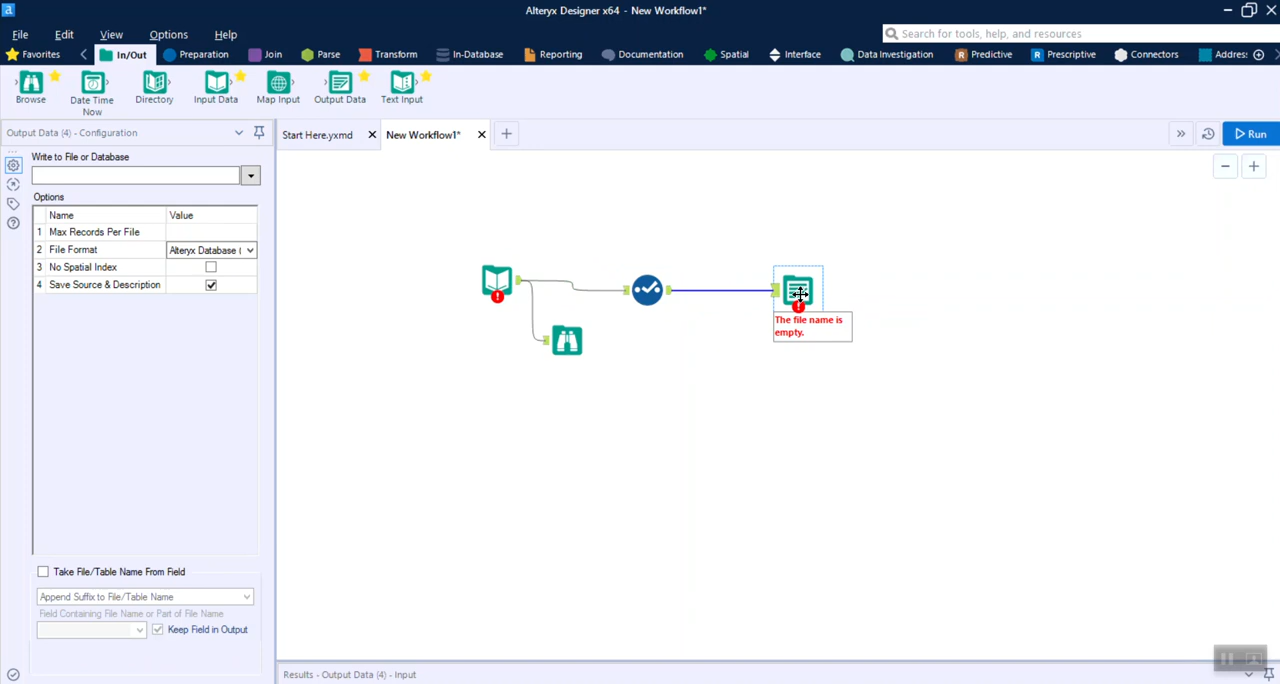 a
Alteryx Designer x64 - New Workflow1*
File Edit View Options Help
Search for tools, help, and resources
Favorites In/Out Preparation Join Parse Transform In-Database Reporting Documentation Spatial Interface Data Investigation Predictive Prescriptive Connectors Addres:
Browse Date Time Now Directory Input Data Map Input Output Data Text Input
Output Data (4) - Configuration
Start Here.yxmd New Workflow1*
Run
Write to File or Database
Options
Name Value
1 Max Records Per File
2 File Format Alteryx Database (
3 No Spatial Index
4 Save Source & Description
The file name is
empty.
Take File/Table Name From Field
Append Suffix to File/Table Name
Field Containing File Name or Part of File Name
Keep Field in Output
Results - Output Data (4) - Input